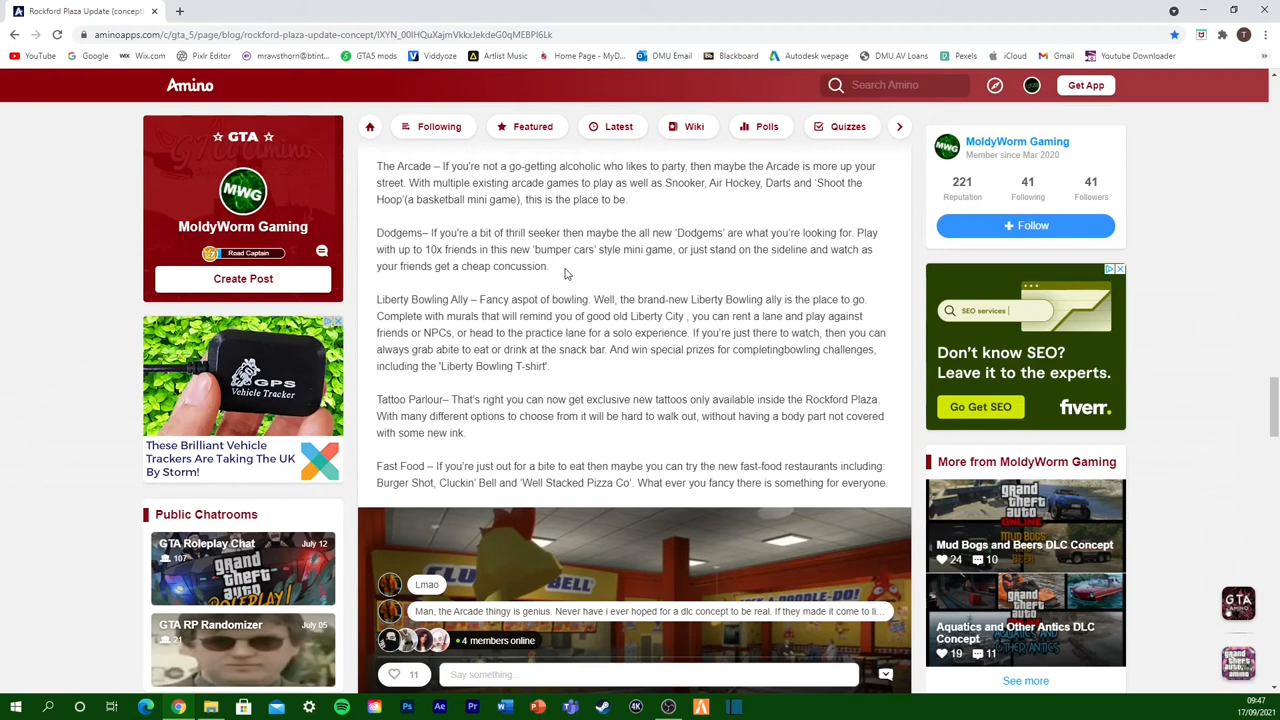 Rockford Plaza Update (concept)
aminoapps.com/c/gta_5/page/blog/rockford-plaza-update-concept/lXYN_00IHQuXajmVkkxJekdeG0qMEBPl6Lk
YouTube
Google
Wix.com
Pixlr Editor
mrawsthorn@btint...
GTA5 mods
Viddyoze
Artlist Music
Home Page - MyD...
DMU Email
Blackboard
Autodesk wepage
DMU AV Loans
Pexels
iCloud
Gmail
Youtube Downloader
Amino
Search Amino
Get App
☆ GTA ☆
MWG
MoldyWorm Gaming
Road Captain
Create Post
GPS
Vehicle Tracker
These Brilliant Vehicle
Trackers Are Taking The UK
By Storm!
Public Chatrooms
GTA Roleplay Chat
July 12
107
GTA RP Randomizer
July 05
21
Following
Featured
Latest
Wiki
Polls
Quizzes
The Arcade – If you're not a go-getting alcoholic who likes to party, then maybe the Arcade is more up your
street. With multiple existing arcade games to play as well as Snooker, Air Hockey, Darts and ‘Shoot the
Hoop’(a basketball mini game), this is the place to be.
Dodgems– If you're a bit of thrill seeker then maybe the all new ‘Dodgems’ are what you’re looking for. Play
with up to 10x friends in this new ‘bumper cars’ style mini game, or just stand on the sideline and watch as
your friends get a cheap concussion.
Liberty Bowling Ally – Fancy aspot of bowling. Well, the brand-new Liberty Bowling ally is the place to go.
Complete with murals that will remind you of good old Liberty City , you can rent a lane and play against
friends or NPCs, or head to the practice lane for a solo experience. If you’re just there to watch, then you can
always grab abite to eat or drink at the snack bar. And win special prizes for completingbowling challenges,
including the 'Liberty Bowling T-shirt'.
Tattoo Parlour– That’s right you can now get exclusive new tattoos only available inside the Rockford Plaza.
With many different options to choose from it will be hard to walk out, without having a body part not covered
with some new ink.
Fast Food – If you’re just out for a bite to eat then maybe you can try the new fast-food restaurants including:
Burger Shot, Cluckin’ Bell and ‘Well Stacked Pizza Co’. What ever you fancy there is something for everyone.
Lmao
Man, the Arcade thingy is genius. Never have i ever hoped for a dlc concept to be real. If they made it come to li...
4 members online
11
Say something...
MWG
MoldyWorm Gaming
Member since Mar 2020
221
41
41
Reputation
Following
Followers
+ Follow
SEO services |
Don’t know SEO?
Leave it to the experts.
Go Get SEO
fiverr.
More from MoldyWorm Gaming
Mud Bogs and Beers DLC Concept
24
10
Aquatics and Other Antics DLC
Concept
19
11
See more
09:47
17/09/2021